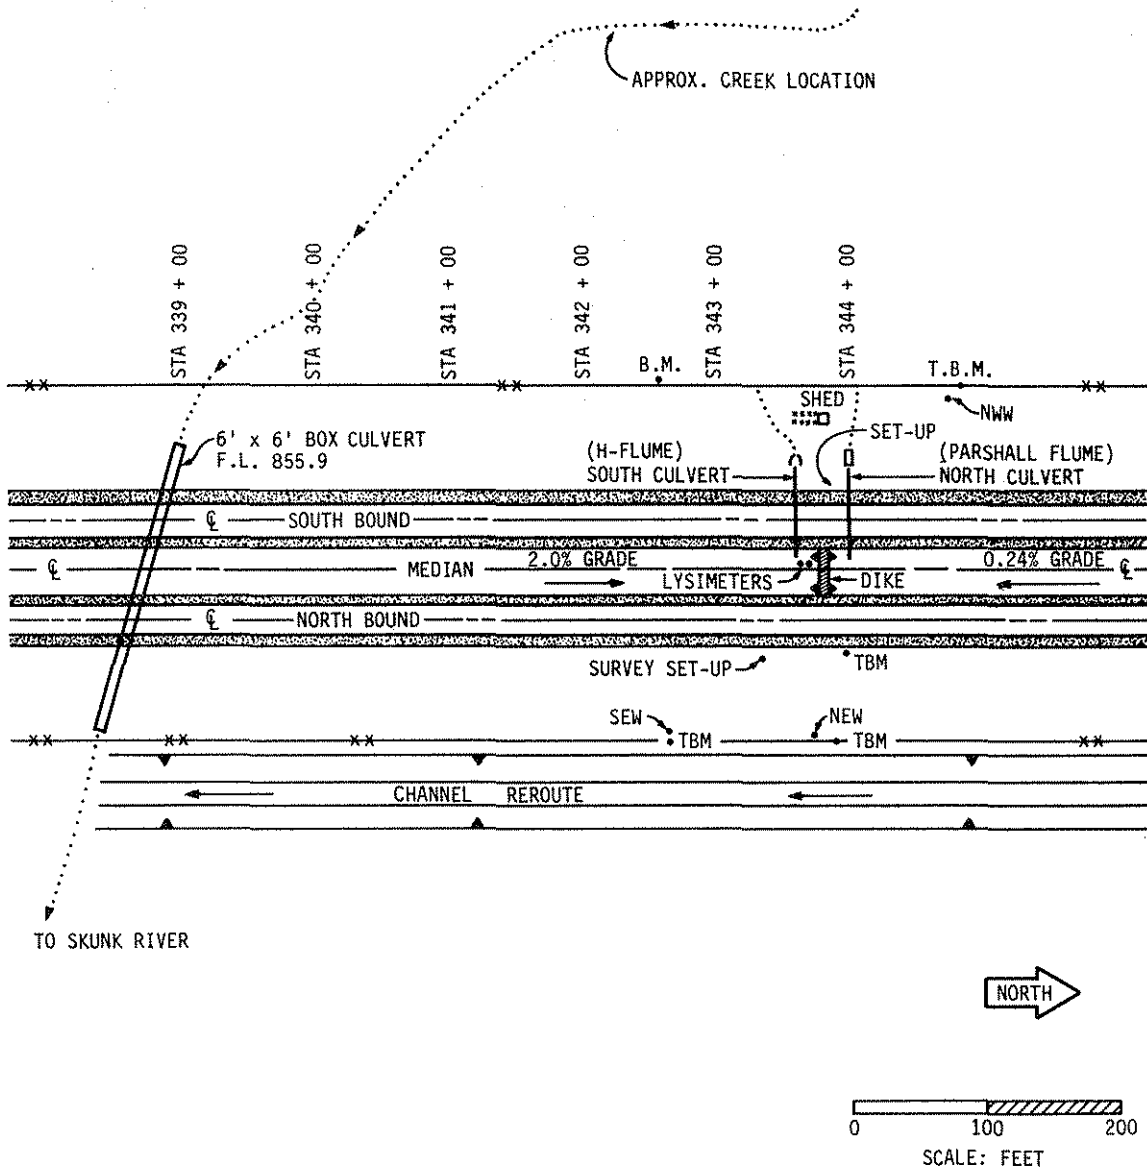 APPROX. CREEK LOCATION
STA 339 + 00
STA 340 + 00
STA 341 + 00
STA 342 + 00
STA 343 + 00
STA 344 + 00
B.M.
T.B.M.
SHED
NWW
SET-UP
6' x 6' BOX CULVERT
F.L. 855.9
(H-FLUME)
SOUTH CULVERT
(PARSHALL FLUME)
NORTH CULVERT
℄ SOUTH BOUND
2.0% GRADE
0.24% GRADE
℄ MEDIAN ℄
LYSIMETERS
DIKE
℄ NORTH BOUND
SURVEY SET-UP
TBM
SEW
NEW
TBM
TBM
CHANNEL REROUTE
TO SKUNK RIVER
NORTH
0 100 200
SCALE: FEET